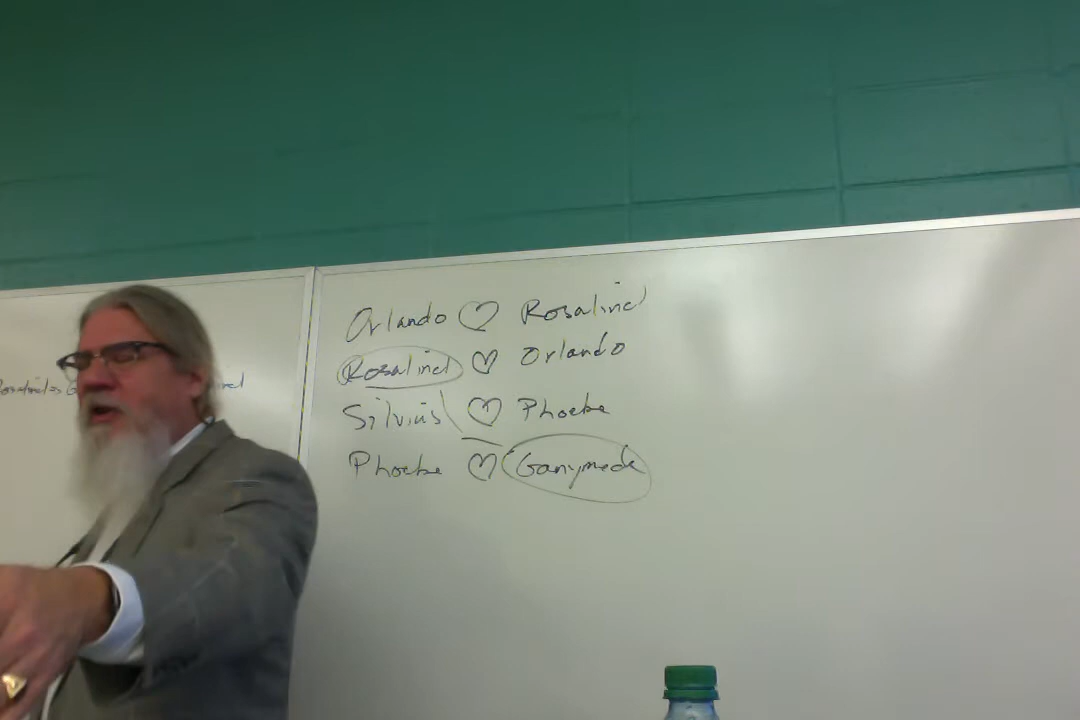 Orlando ♡ Rosalind
Rosalind ♡ Orlando
Silvius ♡ Phoebe
Phoebe ♡ Ganymede